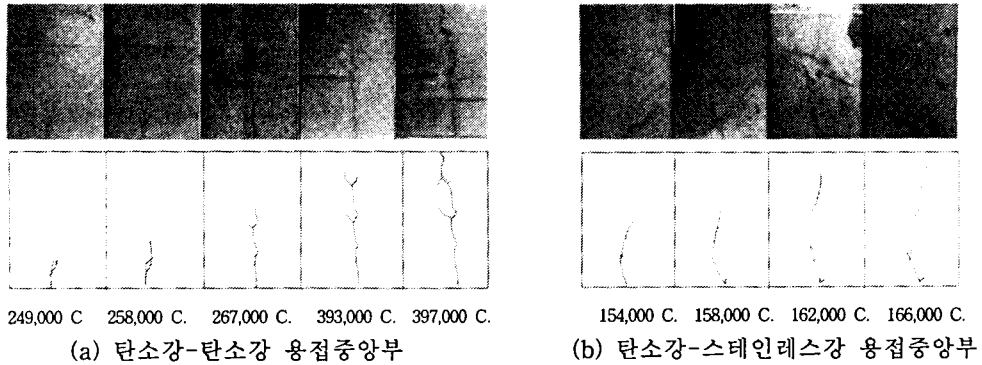 249,000 C 258,000 C. 267,000 C. 393,000 C. 397,000 C.
(a) 탄소강-탄소강 용접중앙부
154,000 C. 158,000 C. 162,000 C. 166,000 C.
(b) 탄소강-스테인레스강 용접중앙부